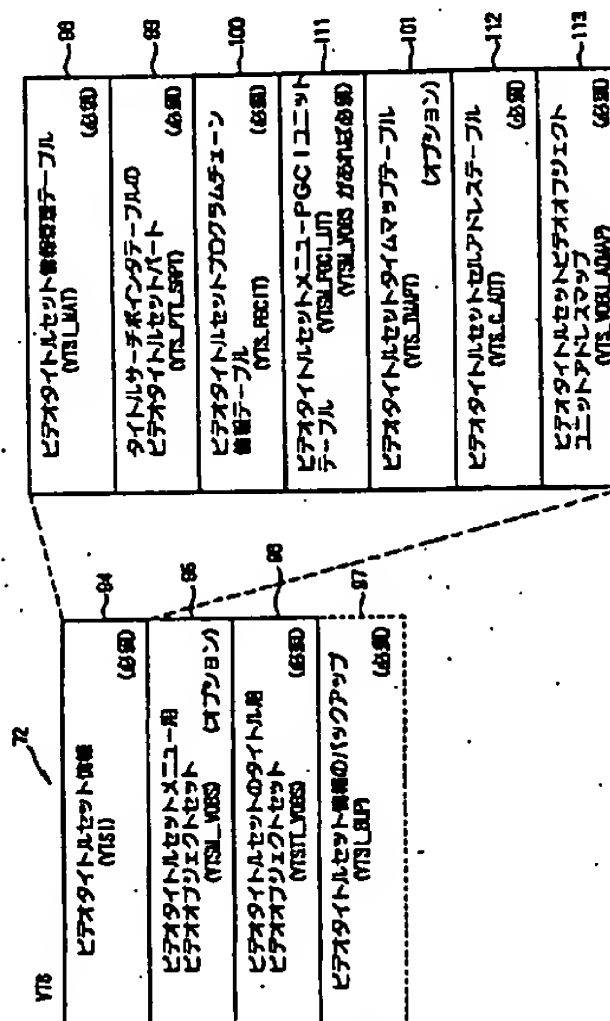 72
VTS
ビデオタイトルセット情報
(VTSI)
(必須)
94
ビデオタイトルセットメニュー用
ビデオオブジェクトセット
(VTSM_VOBS)
(オプション)
95
ビデオタイトルセットのタイトル用
ビデオオブジェクトセット
(VTSTT_VOBS)
(必須)
96
ビデオタイトルセット情報のバックアップ
(VTSI_BUP)
(必須)
97
ビデオタイトルセット情報管理テーブル
(VTSI_MAT)
(必須)
98
タイトルサーチポインタテーブルの
ビデオタイトルセットパート
(VTS_PTT_SRPT)
(必須)
99
ビデオタイトルセットプログラムチェーン
情報テーブル
(VTS_PGCIT)
(必須)
100
ビデオタイトルセットメニューPGCIユニット
テーブル
(VTSM_PGCI_UT)
(VTSM_VOBS があれば必須)
111
ビデオタイトルセットタイムマップテーブル
(VTS_TMAPT)
(オプション)
101
ビデオタイトルセットセルアドレステーブル
(VTS_C_ADT)
(必須)
112
ビデオタイトルセットビデオオブジェクト
ユニットアドレスマップ
(VTS_VOBU_ADMAP)
(必須)
113